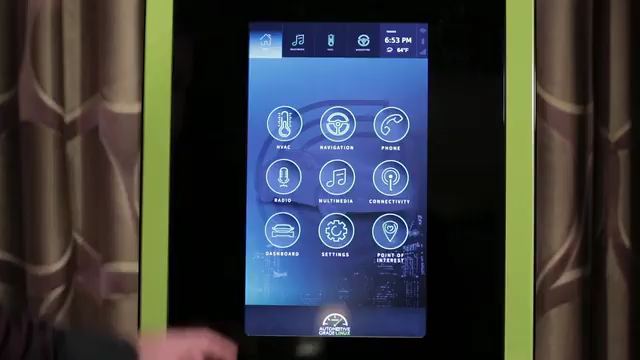 6:53 PM
64°F
HVAC
NAVIGATION
PHONE
RADIO
MULTIMEDIA
CONNECTIVITY
DASHBOARD
SETTINGS
POINT OF
INTEREST
AUTOMOTIVE
GRADE LINUX